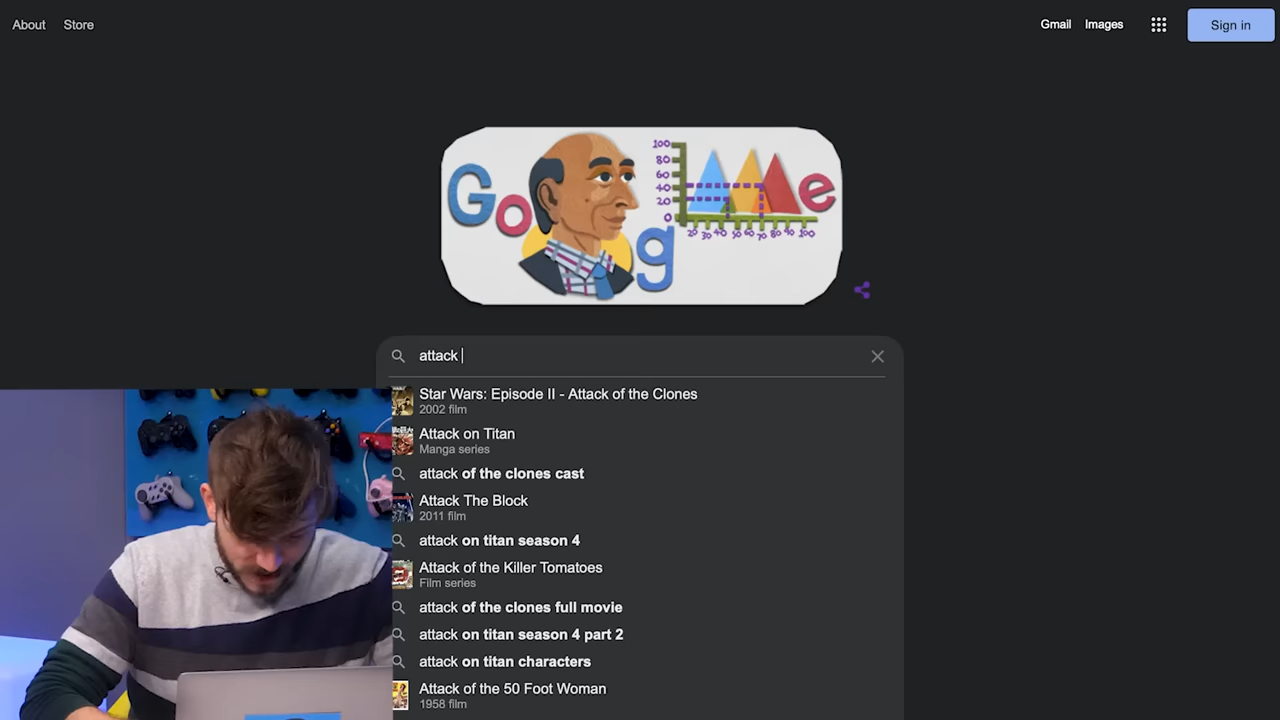 About Store Gmail Images Sign in
Google
100
80
60
40
20
0
20 30 40 50 60 70 80 90 100
attack
Star Wars: Episode II - Attack of the Clones
2002 film
Attack on Titan
Manga series
attack of the clones cast
Attack The Block
2011 film
attack on titan season 4
Attack of the Killer Tomatoes
Film series
attack of the clones full movie
attack on titan season 4 part 2
attack on titan characters
Attack of the 50 Foot Woman
1958 film